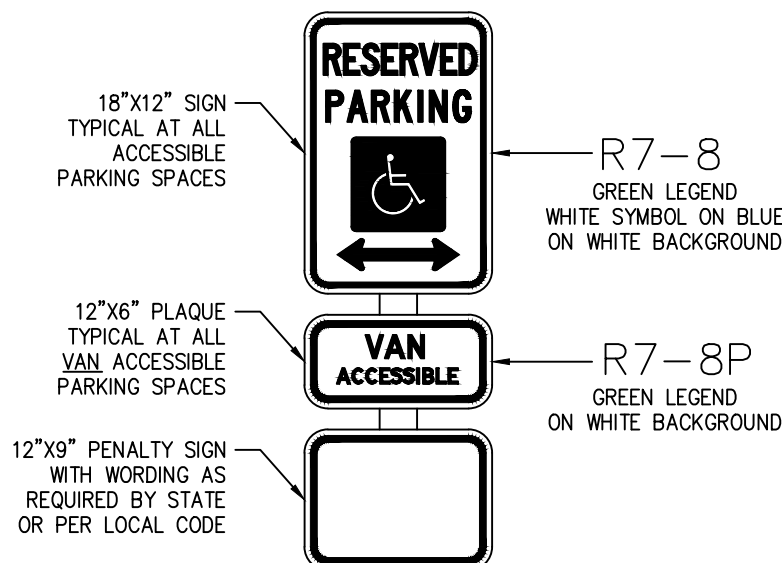 RESERVED
PARKING
18"X12" SIGN
TYPICAL AT ALL
ACCESSIBLE
PARKING SPACES
R7-8
GREEN LEGEND
WHITE SYMBOL ON BLUE
ON WHITE BACKGROUND
12"X6" PLAQUE
TYPICAL AT ALL
VAN ACCESSIBLE
PARKING SPACES
VAN
ACCESSIBLE
R7-8P
GREEN LEGEND
ON WHITE BACKGROUND
12"X9" PENALTY SIGN
WITH WORDING AS
REQUIRED BY STATE
OR PER LOCAL CODE